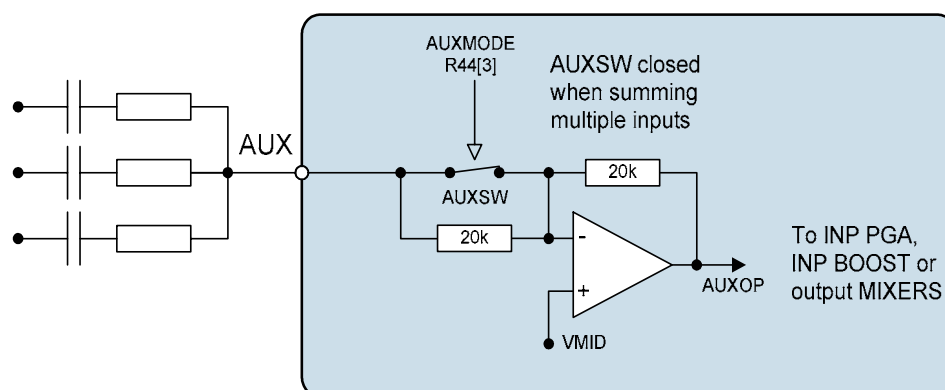 AUXMODE
R44[3]
AUXSW closed
when summing
multiple inputs
AUX
AUXSW
20k
20k
-
+
VMID
AUXOP
To INP PGA,
INP BOOST or
output MIXERS